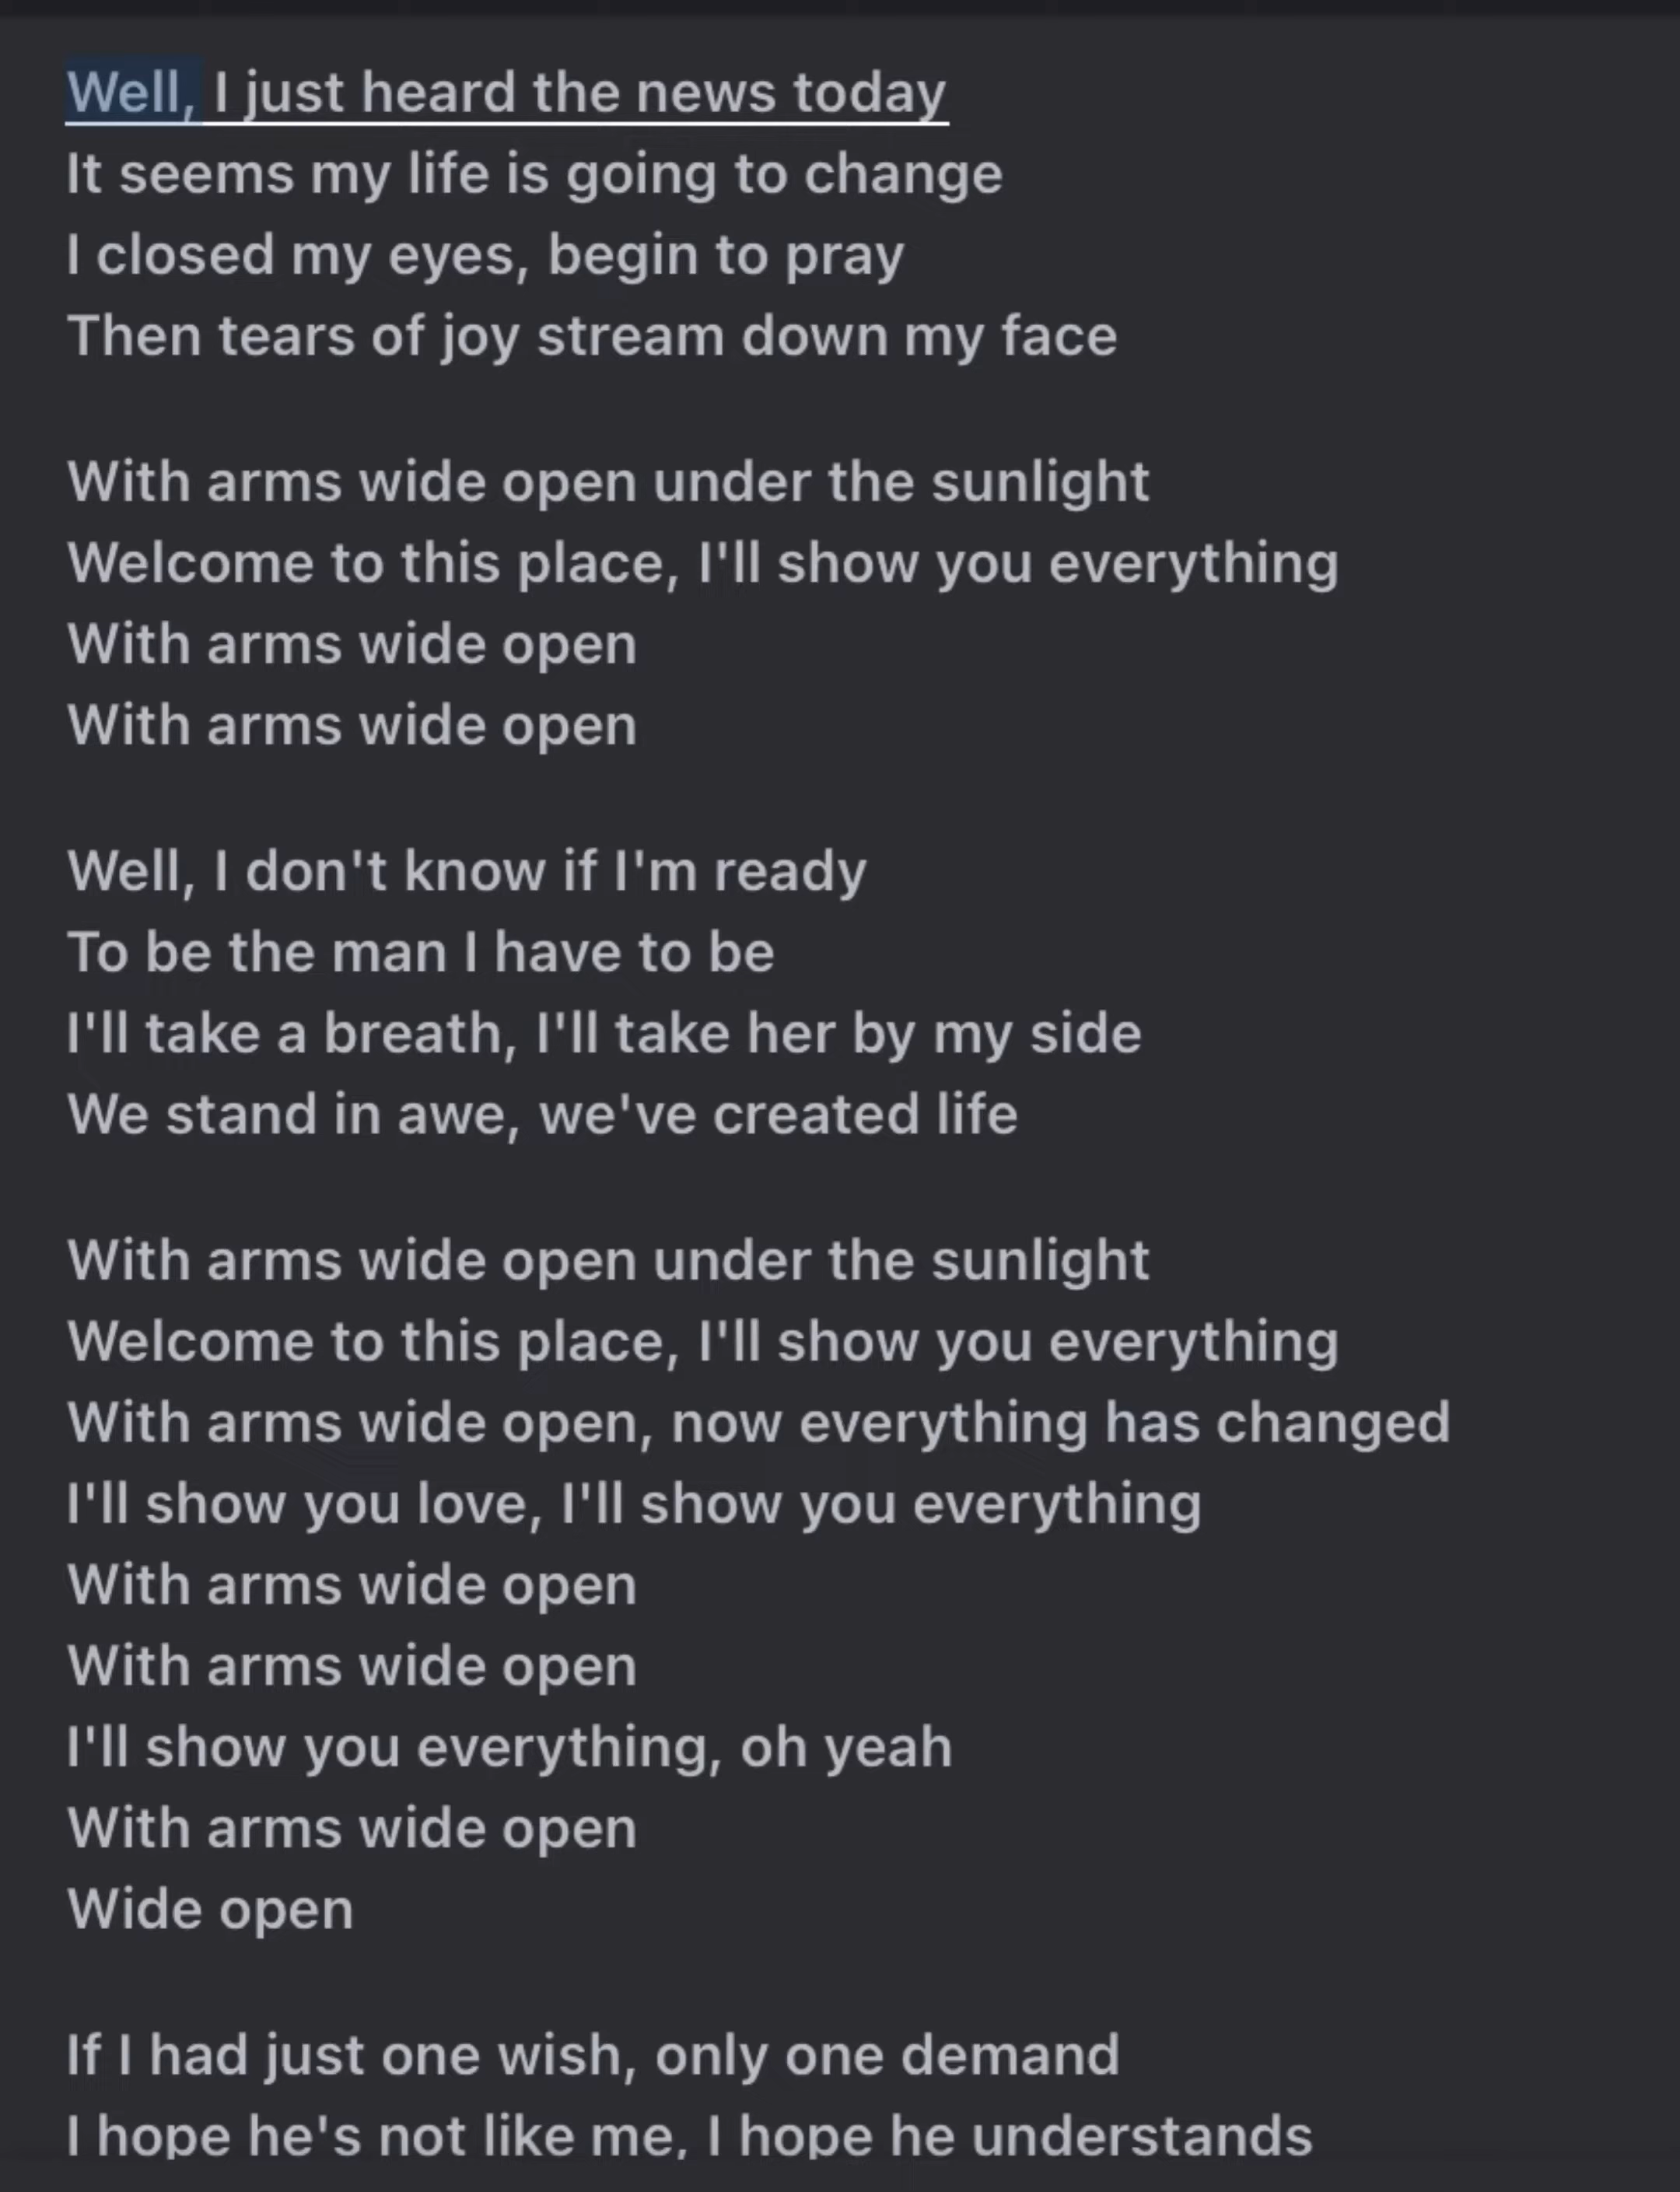 Well, I just heard the news today
It seems my life is going to change
I closed my eyes, begin to pray
Then tears of joy stream down my face
With arms wide open under the sunlight
Welcome to this place, I'll show you everything
With arms wide open
With arms wide open
Well, I don't know if I'm ready
To be the man I have to be
I'll take a breath, I'll take her by my side
We stand in awe, we've created life
With arms wide open under the sunlight
Welcome to this place, I'll show you everything
With arms wide open, now everything has changed
I'll show you love, I'll show you everything
With arms wide open
With arms wide open
I'll show you everything, oh yeah
With arms wide open
Wide open
If I had just one wish, only one demand
I hope he's not like me, I hope he understands